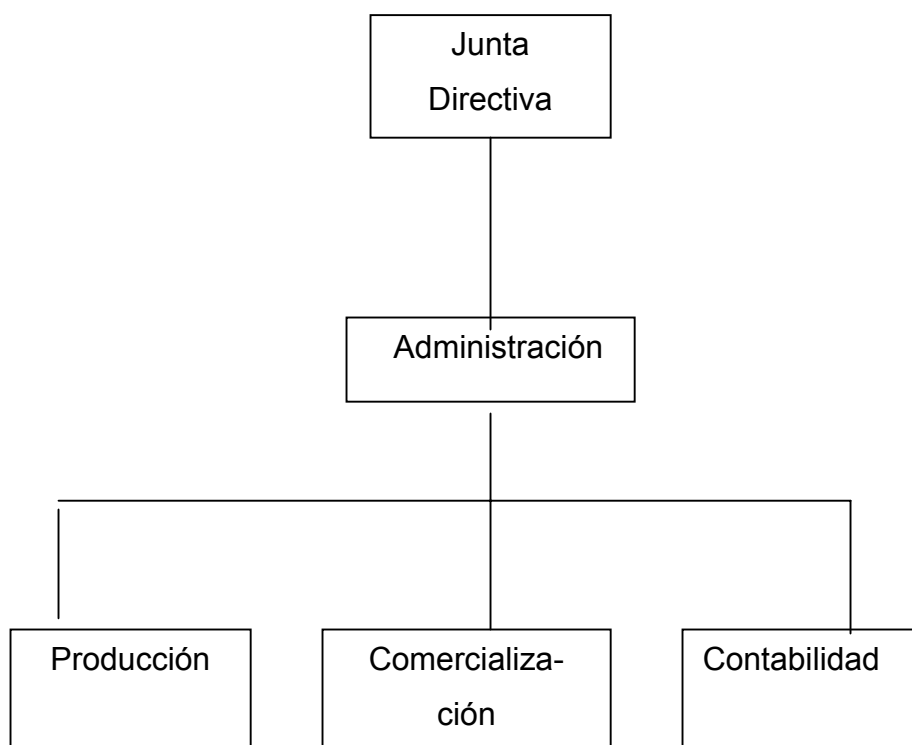 Junta
Directiva
Administración
Producción
Comercializa-
ción
Contabilidad